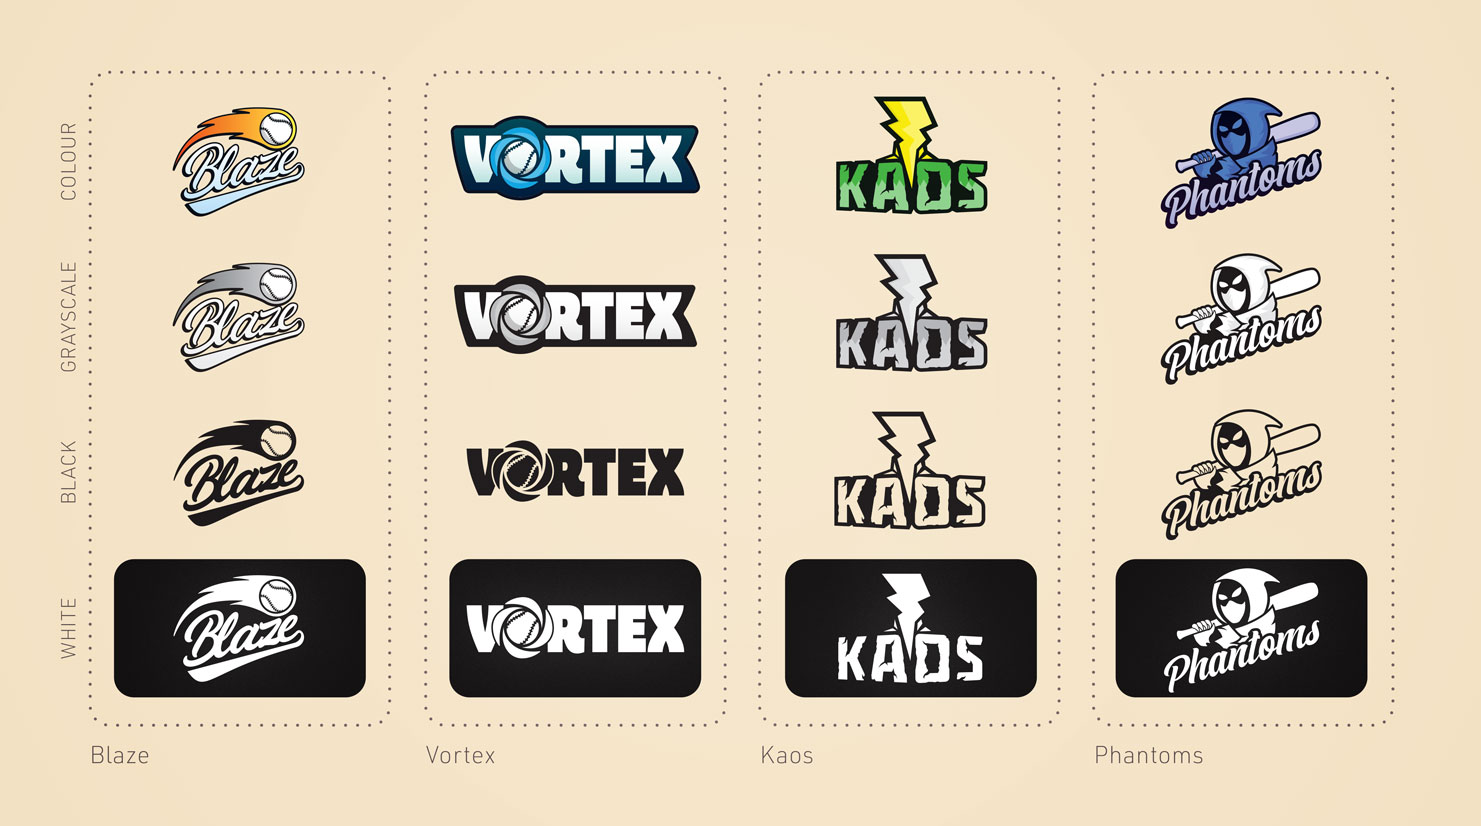 COLOUR
Blaze
VORTEX
KAOS
Phantoms
GRAYSCALE
Blaze
VORTEX
KAOS
Phantoms
BLACK
Blaze
VORTEX
KAOS
Phantoms
WHITE
Blaze
VORTEX
KAOS
Phantoms
Blaze
Vortex
Kaos
Phantoms